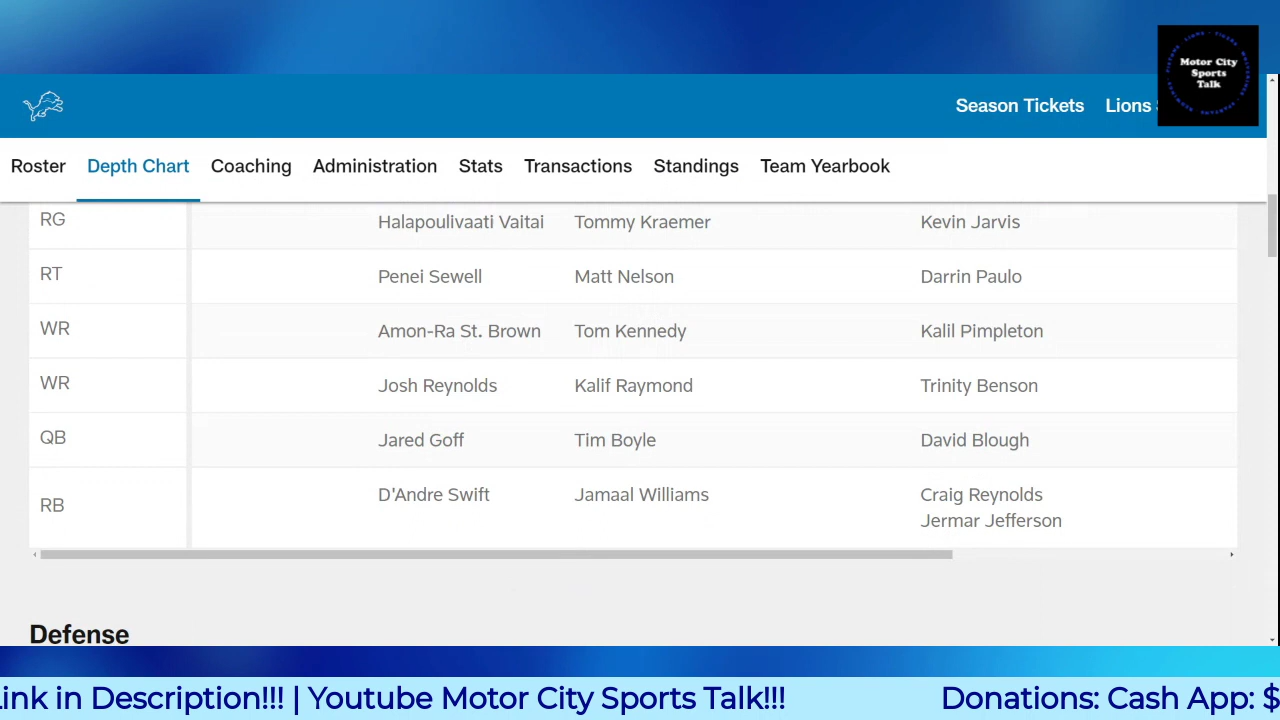 Motor City
Sports
Talk
Season Tickets Lions
Roster Depth Chart Coaching Administration Stats Transactions Standings Team Yearbook
RG Halapoulivaati Vaitai Tommy Kraemer Kevin Jarvis
RT Penei Sewell Matt Nelson Darrin Paulo
WR Amon-Ra St. Brown Tom Kennedy Kalil Pimpleton
WR Josh Reynolds Kalif Raymond Trinity Benson
QB Jared Goff Tim Boyle David Blough
RB D'Andre Swift Jamaal Williams Craig Reynolds
Jermar Jefferson
Defense
ink in Description!!! | Youtube Motor City Sports Talk!!! Donations: Cash App: $